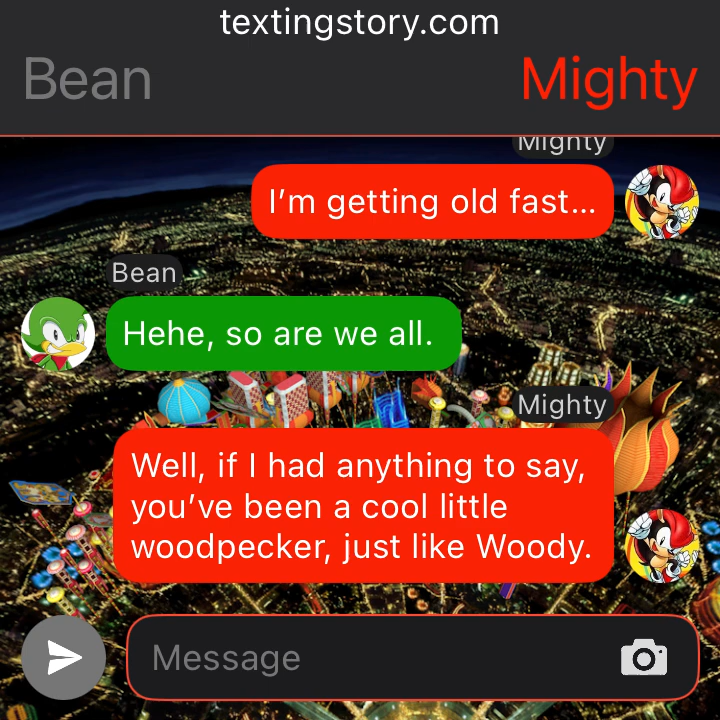 textingstory.com
Bean
Mighty
Mighty
I’m getting old fast...
Bean
Hehe, so are we all.
Mighty
Well, if I had anything to say,
you’ve been a cool little
woodpecker, just like Woody.
Message